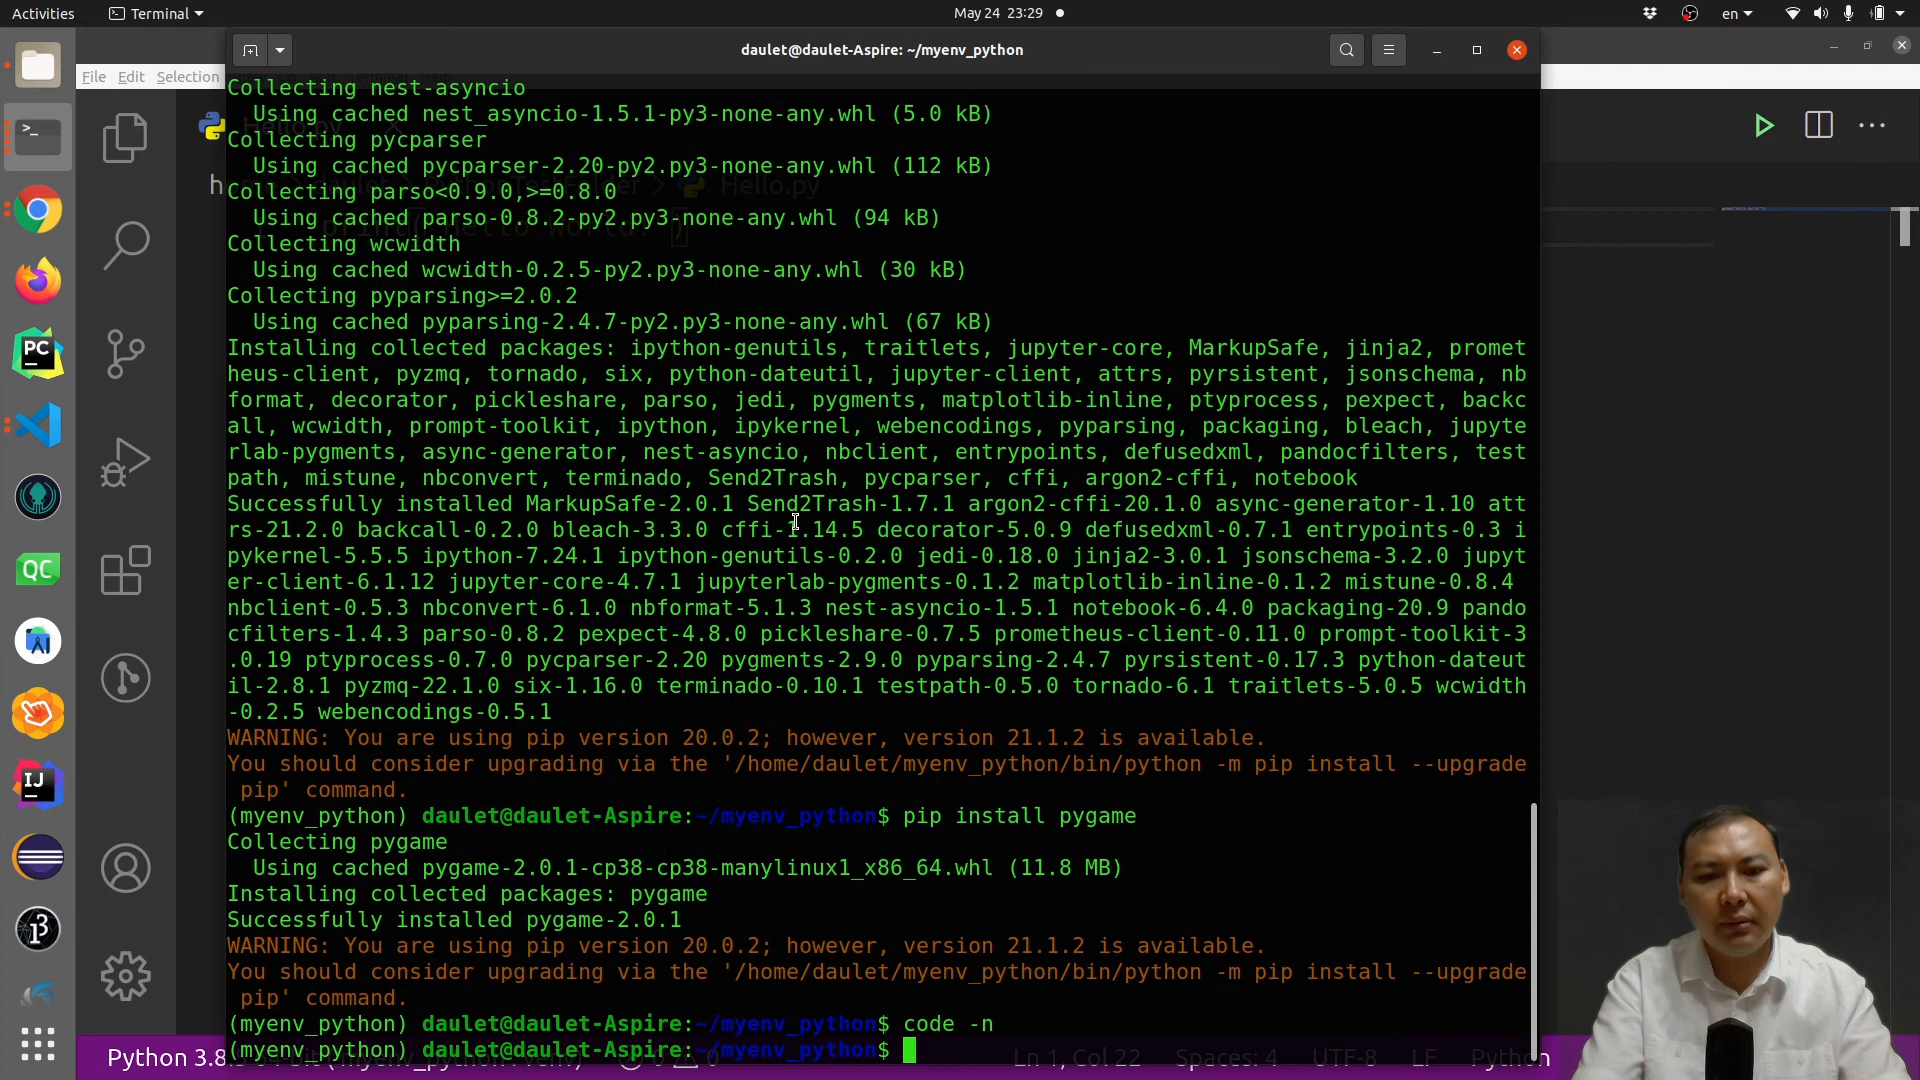 Activities
Terminal
May 24 23:29
en
daulet@daulet-Aspire: ~/myenv_python
File Edit Selection
Collecting nest-asyncio
  Using cached nest_asyncio-1.5.1-py3-none-any.whl (5.0 kB)
Collecting pycparser
  Using cached pycparser-2.20-py2.py3-none-any.whl (112 kB)
Collecting parso<0.9.0,>=0.8.0
Hello.py
  Using cached parso-0.8.2-py2.py3-none-any.whl (94 kB)
Collecting wcwidth
  Using cached wcwidth-0.2.5-py2.py3-none-any.whl (30 kB)
Collecting pyparsing>=2.0.2
  Using cached pyparsing-2.4.7-py2.py3-none-any.whl (67 kB)
Installing collected packages: ipython-genutils, traitlets, jupyter-core, MarkupSafe, jinja2, promet
heus-client, pyzmq, tornado, six, python-dateutil, jupyter-client, attrs, pyrsistent, jsonschema, nb
format, decorator, pickleshare, parso, jedi, pygments, matplotlib-inline, ptyprocess, pexpect, backc
all, wcwidth, prompt-toolkit, ipython, ipykernel, webencodings, pyparsing, packaging, bleach, jupyte
rlab-pygments, async-generator, nest-asyncio, nbclient, entrypoints, defusedxml, pandocfilters, test
path, mistune, nbconvert, terminado, Send2Trash, pycparser, cffi, argon2-cffi, notebook
Successfully installed MarkupSafe-2.0.1 Send2Trash-1.7.1 argon2-cffi-20.1.0 async-generator-1.10 att
rs-21.2.0 backcall-0.2.0 bleach-3.3.0 cffi-1.14.5 decorator-5.0.9 defusedxml-0.7.1 entrypoints-0.3 i
pykernel-5.5.5 ipython-7.24.1 ipython-genutils-0.2.0 jedi-0.18.0 jinja2-3.0.1 jsonschema-3.2.0 jupyt
er-client-6.1.12 jupyter-core-4.7.1 jupyterlab-pygments-0.1.2 matplotlib-inline-0.1.2 mistune-0.8.4
nbclient-0.5.3 nbconvert-6.1.0 nbformat-5.1.3 nest-asyncio-1.5.1 notebook-6.4.0 packaging-20.9 pando
cfilters-1.4.3 parso-0.8.2 pexpect-4.8.0 pickleshare-0.7.5 prometheus-client-0.11.0 prompt-toolkit-3
.0.19 ptyprocess-0.7.0 pycparser-2.20 pygments-2.9.0 pyparsing-2.4.7 pyrsistent-0.17.3 python-dateut
il-2.8.1 pyzmq-22.1.0 six-1.16.0 terminado-0.10.1 testpath-0.5.0 tornado-6.1 traitlets-5.0.5 wcwidth
-0.2.5 webencodings-0.5.1
WARNING: You are using pip version 20.0.2; however, version 21.1.2 is available.
You should consider upgrading via the '/home/daulet/myenv_python/bin/python -m pip install --upgrade
 pip' command.
(myenv_python) daulet@daulet-Aspire:~/myenv_python$ pip install pygame
Collecting pygame
  Using cached pygame-2.0.1-cp38-cp38-manylinux1_x86_64.whl (11.8 MB)
Installing collected packages: pygame
Successfully installed pygame-2.0.1
WARNING: You are using pip version 20.0.2; however, version 21.1.2 is available.
You should consider upgrading via the '/home/daulet/myenv_python/bin/python -m pip install --upgrade
 pip' command.
(myenv_python) daulet@daulet-Aspire:~/myenv_python$ code -n
(myenv_python) daulet@daulet-Aspire:~/myenv_python$
Python 3.8
Ln 1, Col 22 Spaces: 4 UTF-8 LF Python
PC
QC
IJ